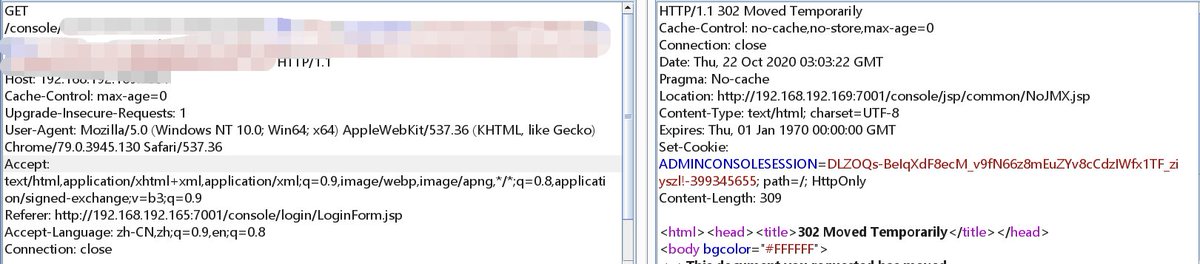 GET
/console/
HTTP/1.1
Host: 192.168.192.
Cache-Control: max-age=0
Upgrade-Insecure-Requests: 1
User-Agent: Mozilla/5.0 (Windows NT 10.0; Win64; x64) AppleWebKit/537.36 (KHTML, like Gecko)
Chrome/79.0.3945.130 Safari/537.36
Accept:
text/html,application/xhtml+xml,application/xml;q=0.9,image/webp,image/apng,*/*;q=0.8,applicati
on/signed-exchange;v=b3;q=0.9
Referer: http://192.168.192.165:7001/console/login/LoginForm.jsp
Accept-Language: zh-CN,zh;q=0.9,en;q=0.8
Connection: close
HTTP/1.1 302 Moved Temporarily
Cache-Control: no-cache,no-store,max-age=0
Connection: close
Date: Thu, 22 Oct 2020 03:03:22 GMT
Pragma: No-cache
Location: http://192.168.192.169:7001/console/jsp/common/NoJMX.jsp
Content-Type: text/html; charset=UTF-8
Expires: Thu, 01 Jan 1970 00:00:00 GMT
Set-Cookie:
ADMINCONSOLESESSION=DLZOQs-BeIqXdF8ecM_v9fN66z8mEuZYv8cCdzIWfx1TF_zi
yszl!-399345655; path=/; HttpOnly
Content-Length: 309
<html><head><title>302 Moved Temporarily</title></head>
<body bgcolor="#FFFFFF">